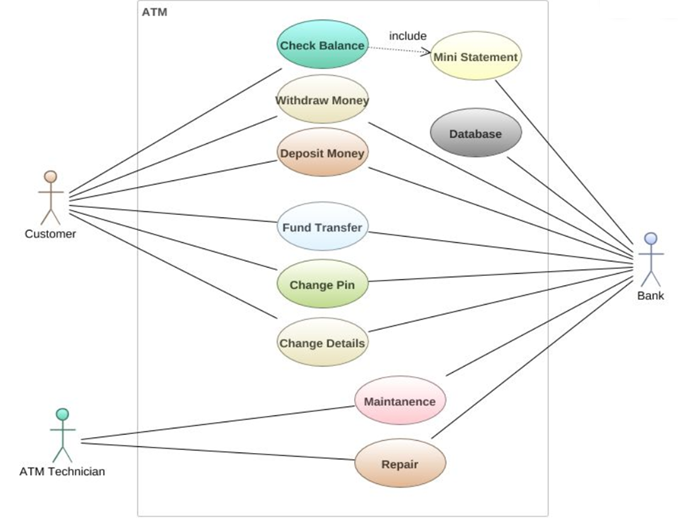 ATM
Check Balance
include
Mini Statement
Withdraw Money
Database
Deposit Money
Customer
Fund Transfer
Bank
Change Pin
Change Details
Maintanence
ATM Technician
Repair